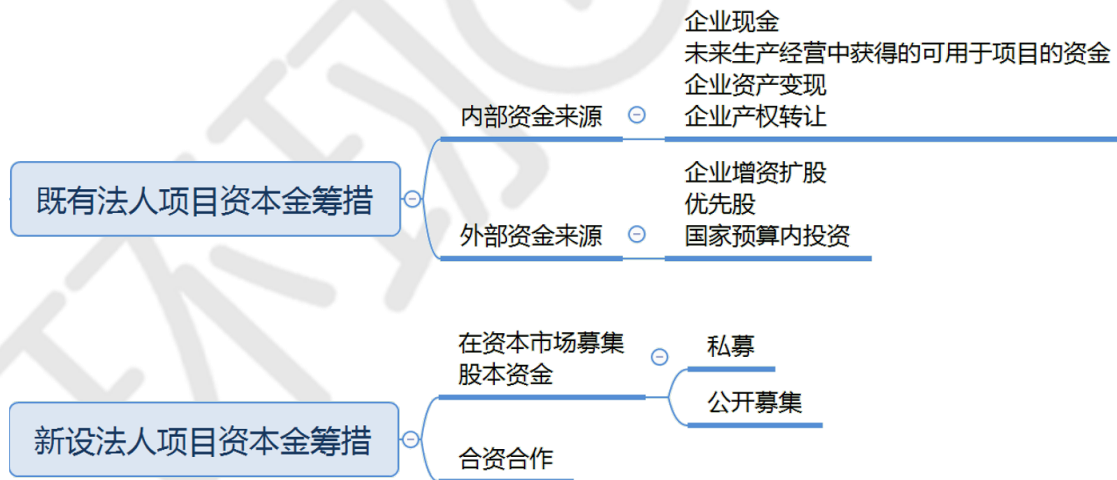 企业现金
未来生产经营中获得的可用于项目的资金
企业资产变现
企业产权转让
内部资金来源
既有法人项目资本金筹措
企业增资扩股
优先股
国家预算内投资
外部资金来源
在资本市场募集
股本资金
私募
公开募集
新设法人项目资本金筹措
合资合作